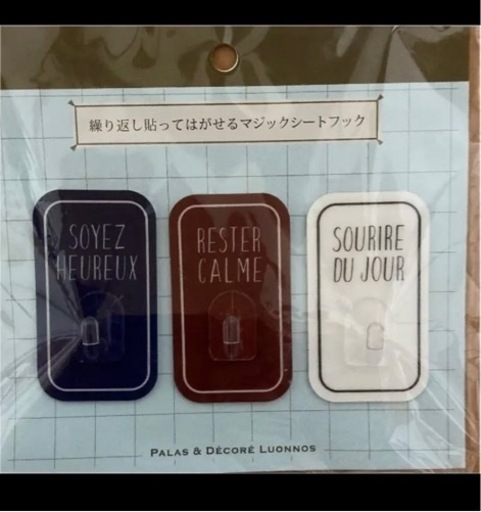 繰り返し貼ってはがせるマジックシートフック
SOYEZ
HEUREUX
RESTER
CALME
SOURIRE
DU JOUR
PALAS & DÉCORÉ LUONNOS